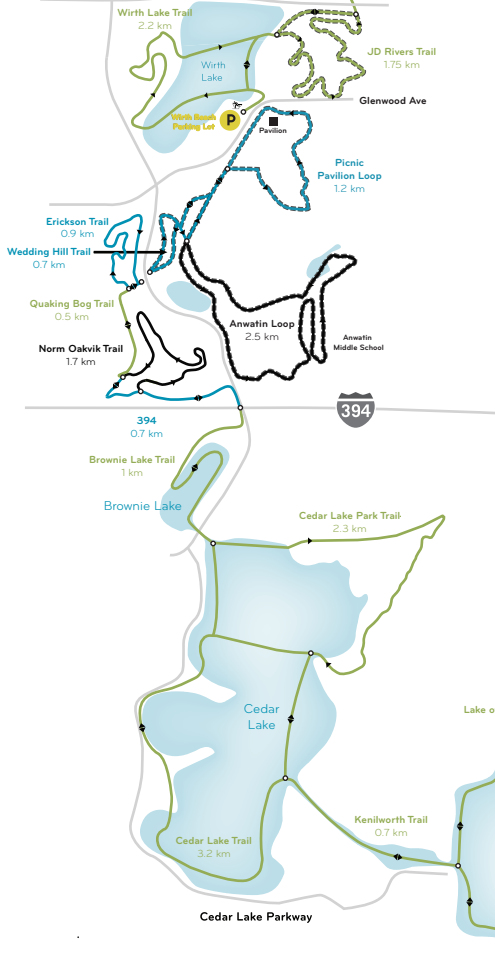 Wirth Lake Trail
2.2 km
JD Rivers Trail
1.75 km
Wirth
Lake
Glenwood Ave
Wirth Beach
Parking Lot
P
Pavilion
Picnic
Pavilion Loop
1.2 km
Erickson Trail
0.9 km
Wedding Hill Trail
0.7 km
Quaking Bog Trail
0.5 km
Anwatin Loop
2.5 km
Anwatin
Middle School
Norm Oakvik Trail
1.7 km
394
394
0.7 km
Brownie Lake Trail
1 km
Brownie Lake
Cedar Lake Park Trail
2.3 km
Cedar
Lake
Lake o
Kenilworth Trail
0.7 km
Cedar Lake Trail
3.2 km
Cedar Lake Parkway